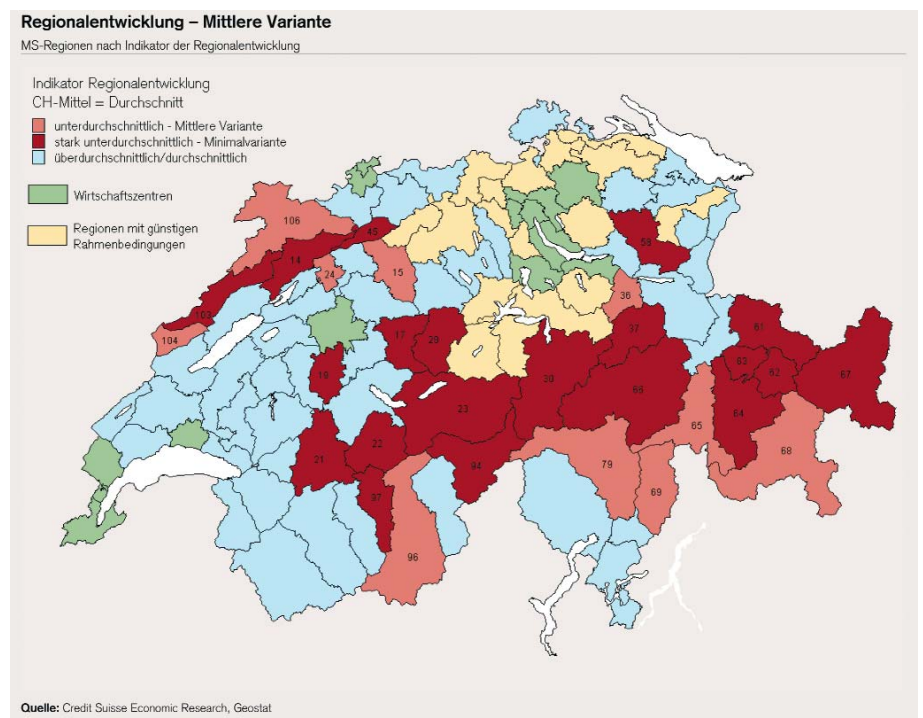 Regionalentwicklung – Mittlere Variante
MS-Regionen nach Indikator der Regionalentwicklung
Indikator Regionalentwicklung
CH-Mittel = Durchschnitt
unterdurchschnittlich - Mittlere Variante
stark unterdurchschnittlich - Minimalvariante
überdurchschnittlich/durchschnittlich
Wirtschaftszentren
Regionen mit günstigen
Rahmenbedingungen
106
45
58
14
24
15
36
103
104
17
29
37
61
19
30
63
62
67
66
23
64
65
68
22
21
94
79
69
97
96
Quelle: Credit Suisse Economic Research, Geostat